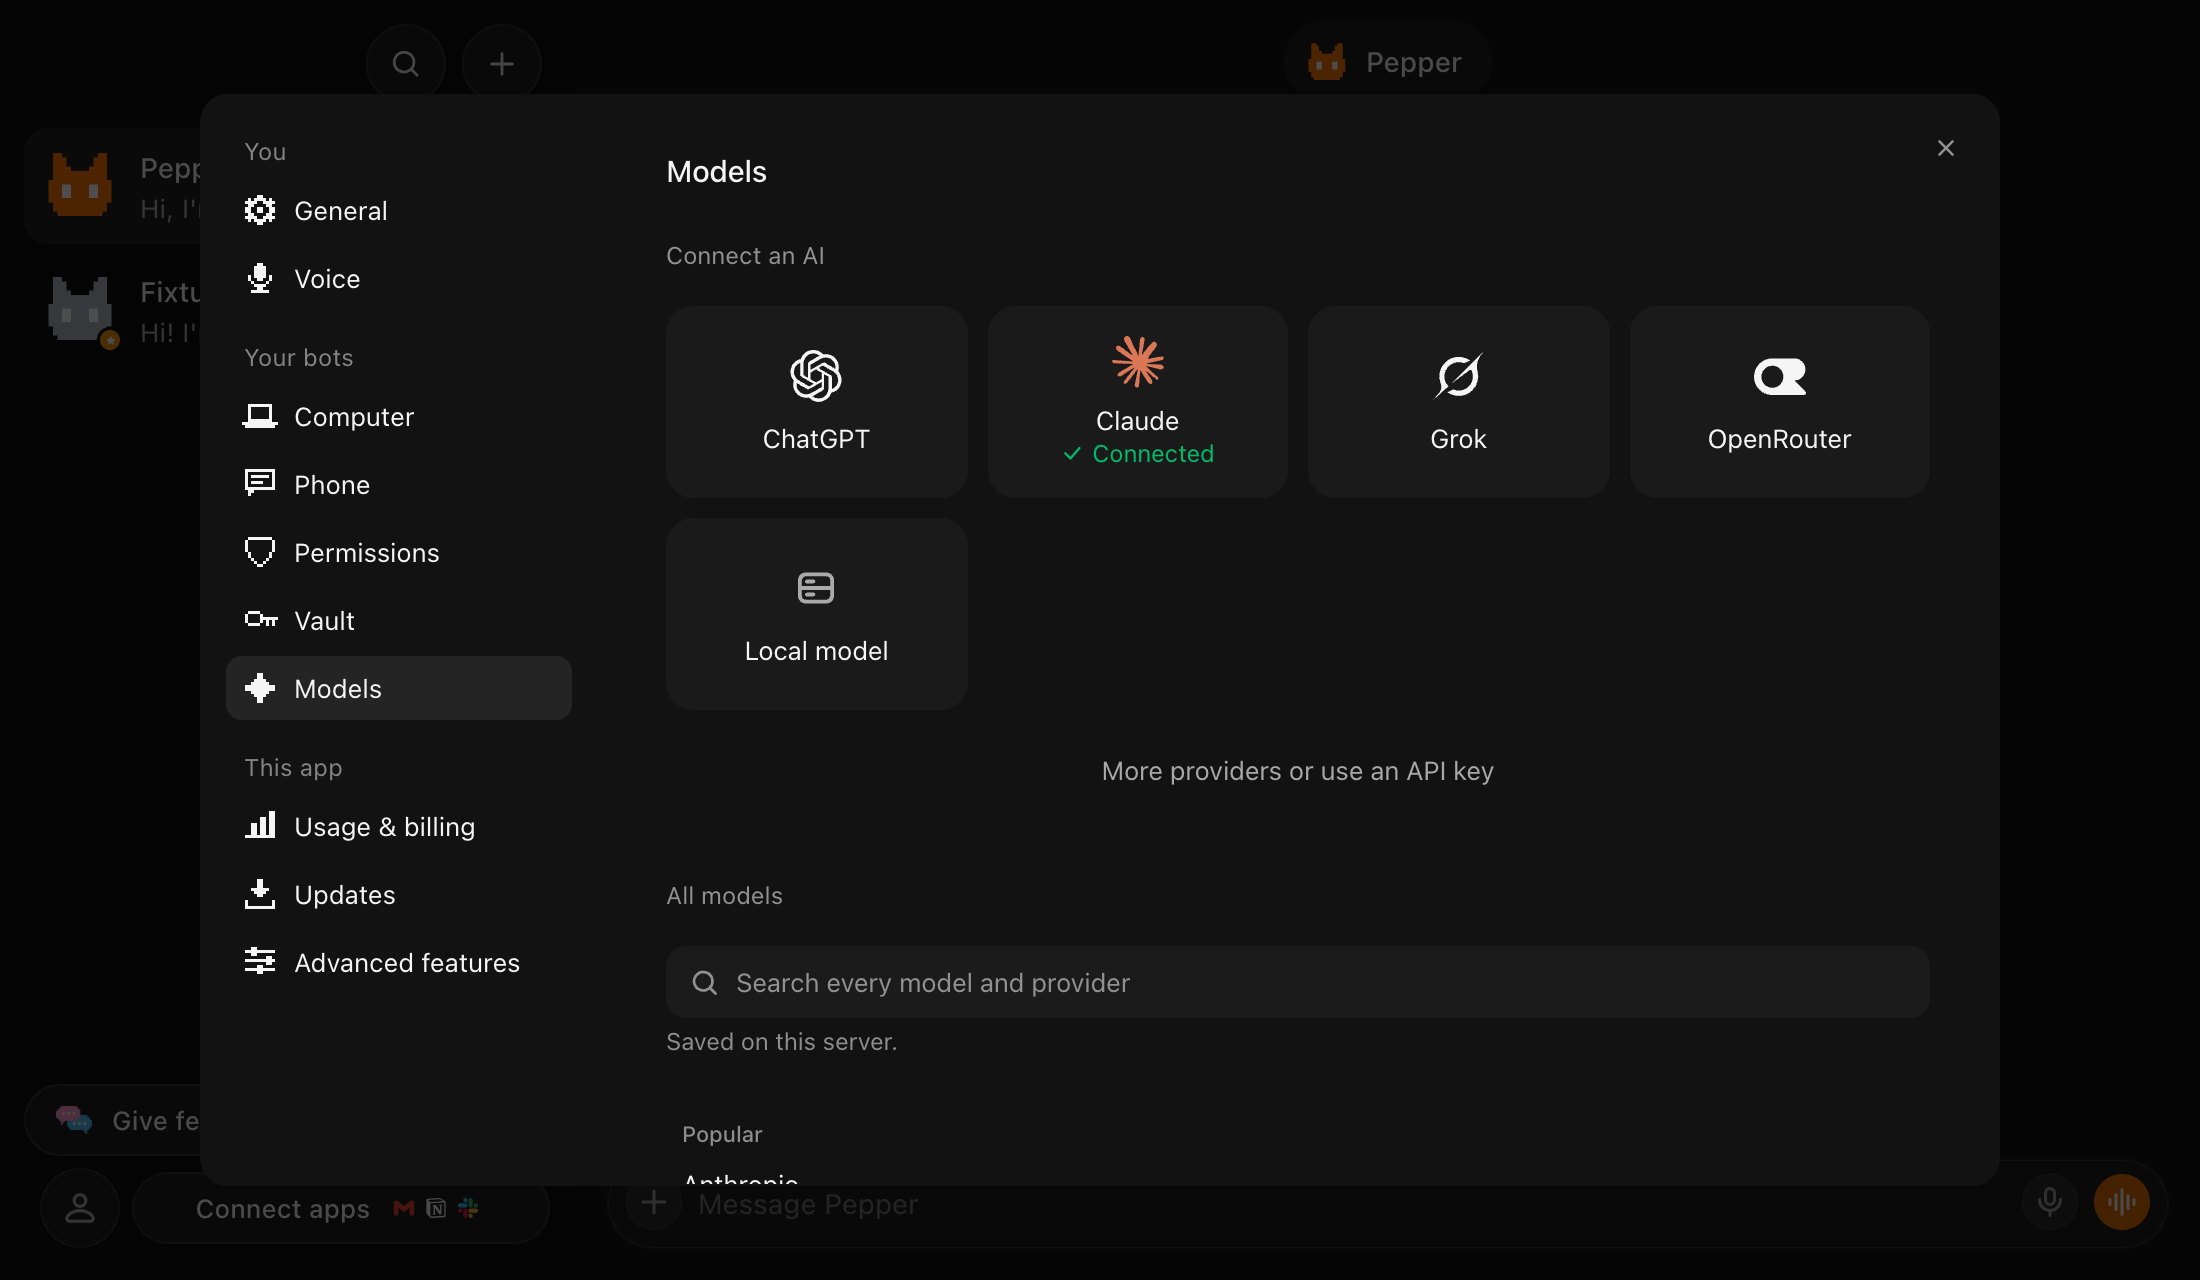 Pepper
Pepp
Hi, I'
Fixtu
Hi! I'
You
General
Voice
Your bots
Computer
Phone
Permissions
Vault
Models
This app
Usage & billing
Updates
Advanced features
Models
Connect an AI
ChatGPT
Claude
Connected
Grok
OpenRouter
Local model
More providers or use an API key
All models
Search every model and provider
Saved on this server.
Popular
Anthropic
Give fe
Connect apps
Message Pepper